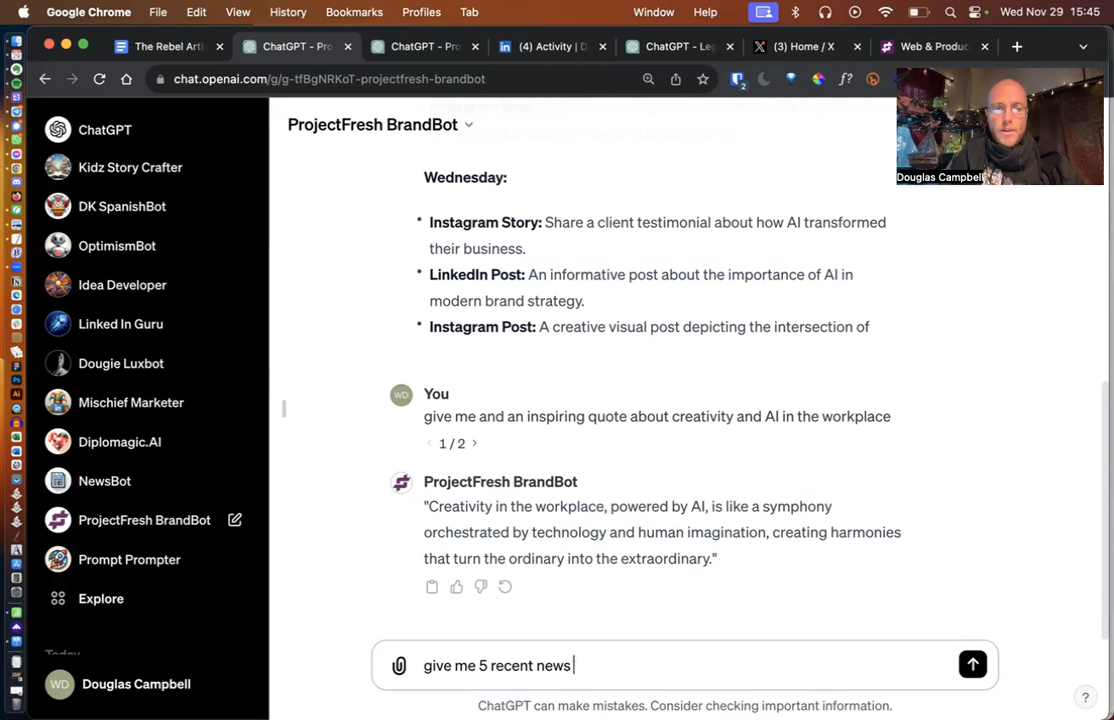 Google Chrome File Edit View History Bookmarks Profiles Tab Window Help Wed Nov 29 15:45
The Rebel Arti ChatGPT - Pro ChatGPT - Pro (4) Activity | D ChatGPT - Leg (3) Home / X Web & Produc
chat.openai.com/g/g-tfBgNRKoT-projectfresh-brandbot
Douglas Campbell
ChatGPT
Kidz Story Crafter
DK SpanishBot
OptimismBot
Idea Developer
Linked In Guru
Dougie Luxbot
Mischief Marketer
Diplomagic.AI
NewsBot
ProjectFresh BrandBot
Prompt Prompter
Explore
Today
WD Douglas Campbell
ProjectFresh BrandBot
Wednesday:
• Instagram Story: Share a client testimonial about how AI transformed
their business.
• LinkedIn Post: An informative post about the importance of AI in
modern brand strategy.
• Instagram Post: A creative visual post depicting the intersection of
WD You
give me and an inspiring quote about creativity and AI in the workplace
1 / 2
ProjectFresh BrandBot
"Creativity in the workplace, powered by AI, is like a symphony
orchestrated by technology and human imagination, creating harmonies
that turn the ordinary into the extraordinary."
give me 5 recent news
ChatGPT can make mistakes. Consider checking important information.
?